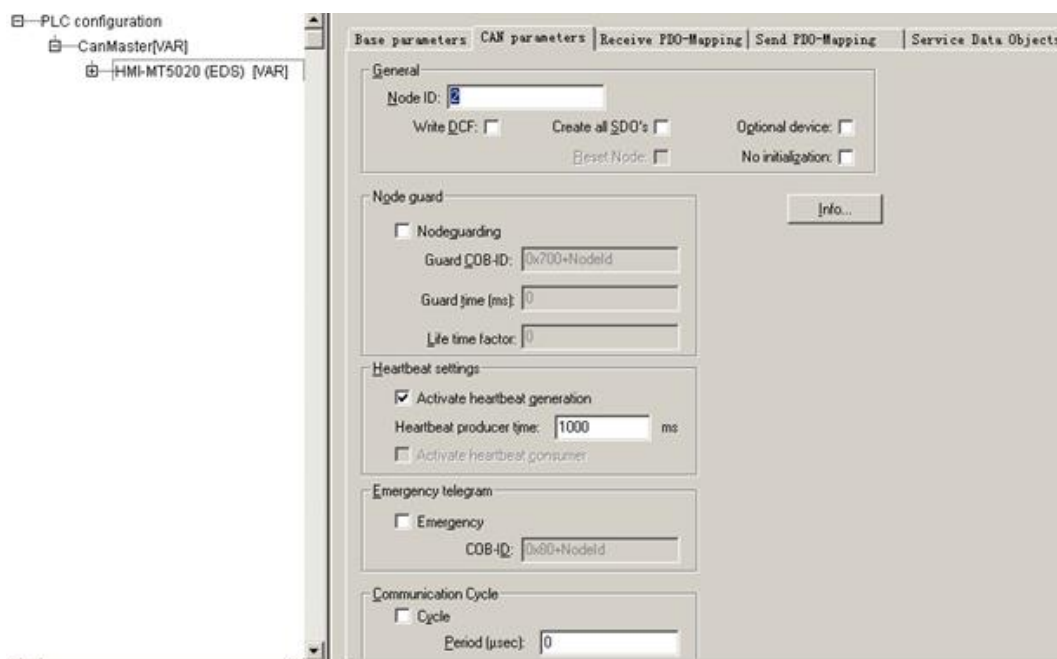 PLC configuration
CanMaster[VAR]
HMI-MT5020 (EDS) [VAR]
Base parameters CAN parameters Receive PDO-Mapping Send PDO-Mapping Service Data Objects
General
Node ID: 2
Write DCF: Create all SDO's Optional device:
Reset Node: No initialization:
Info...
Node guard
Nodeguarding
Guard COB-ID: 0x700+NodeId
Guard time (ms): 0
Life time factor: 0
Heartbeat settings
Activate heartbeat generation
Heartbeat producer time: 1000 ms
Activate heartbeat consumer
Emergency telegram
Emergency
COB-ID: 0x80+NodeId
Communication Cycle
Cycle
Period (µsec): 0